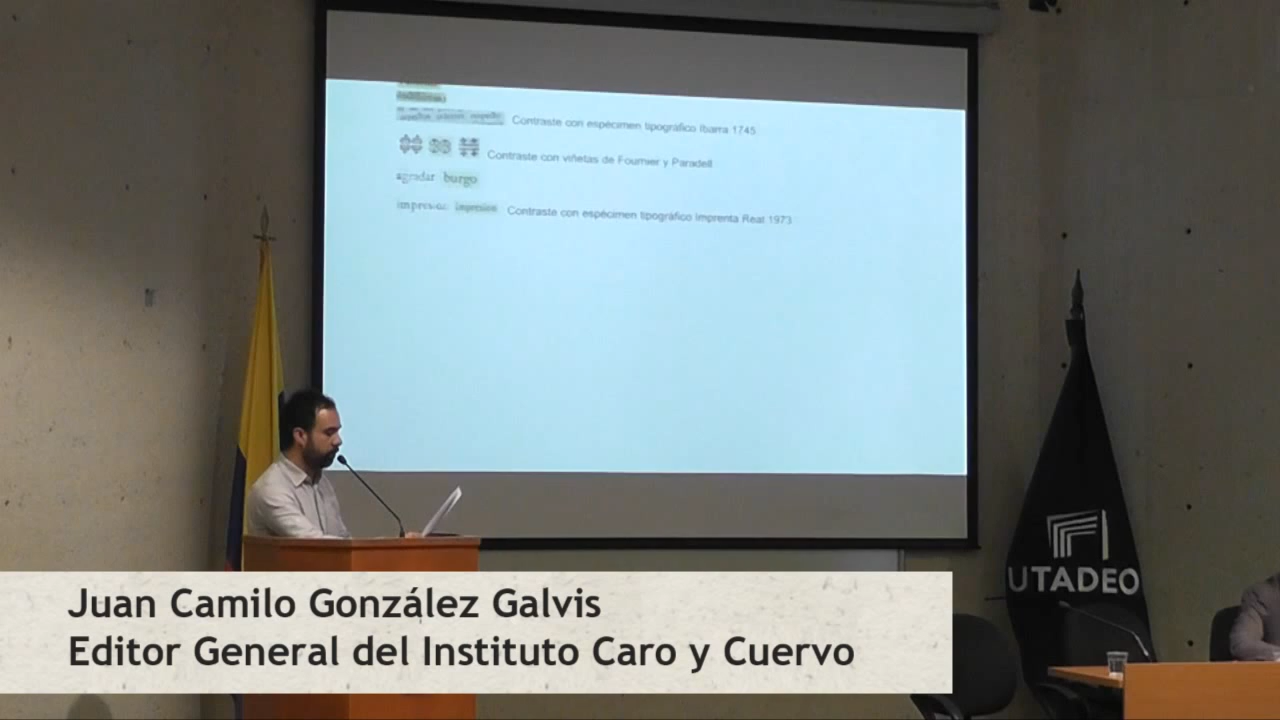 Contraste con espécimen tipográfico Ibarra 1745
Contraste con viñetas de Fournier y Paradell
agradar burgo
impresion Contraste con espécimen tipográfico Imprenta Real 1973
UTADEO
Juan Camilo González Galvis
Editor General del Instituto Caro y Cuervo